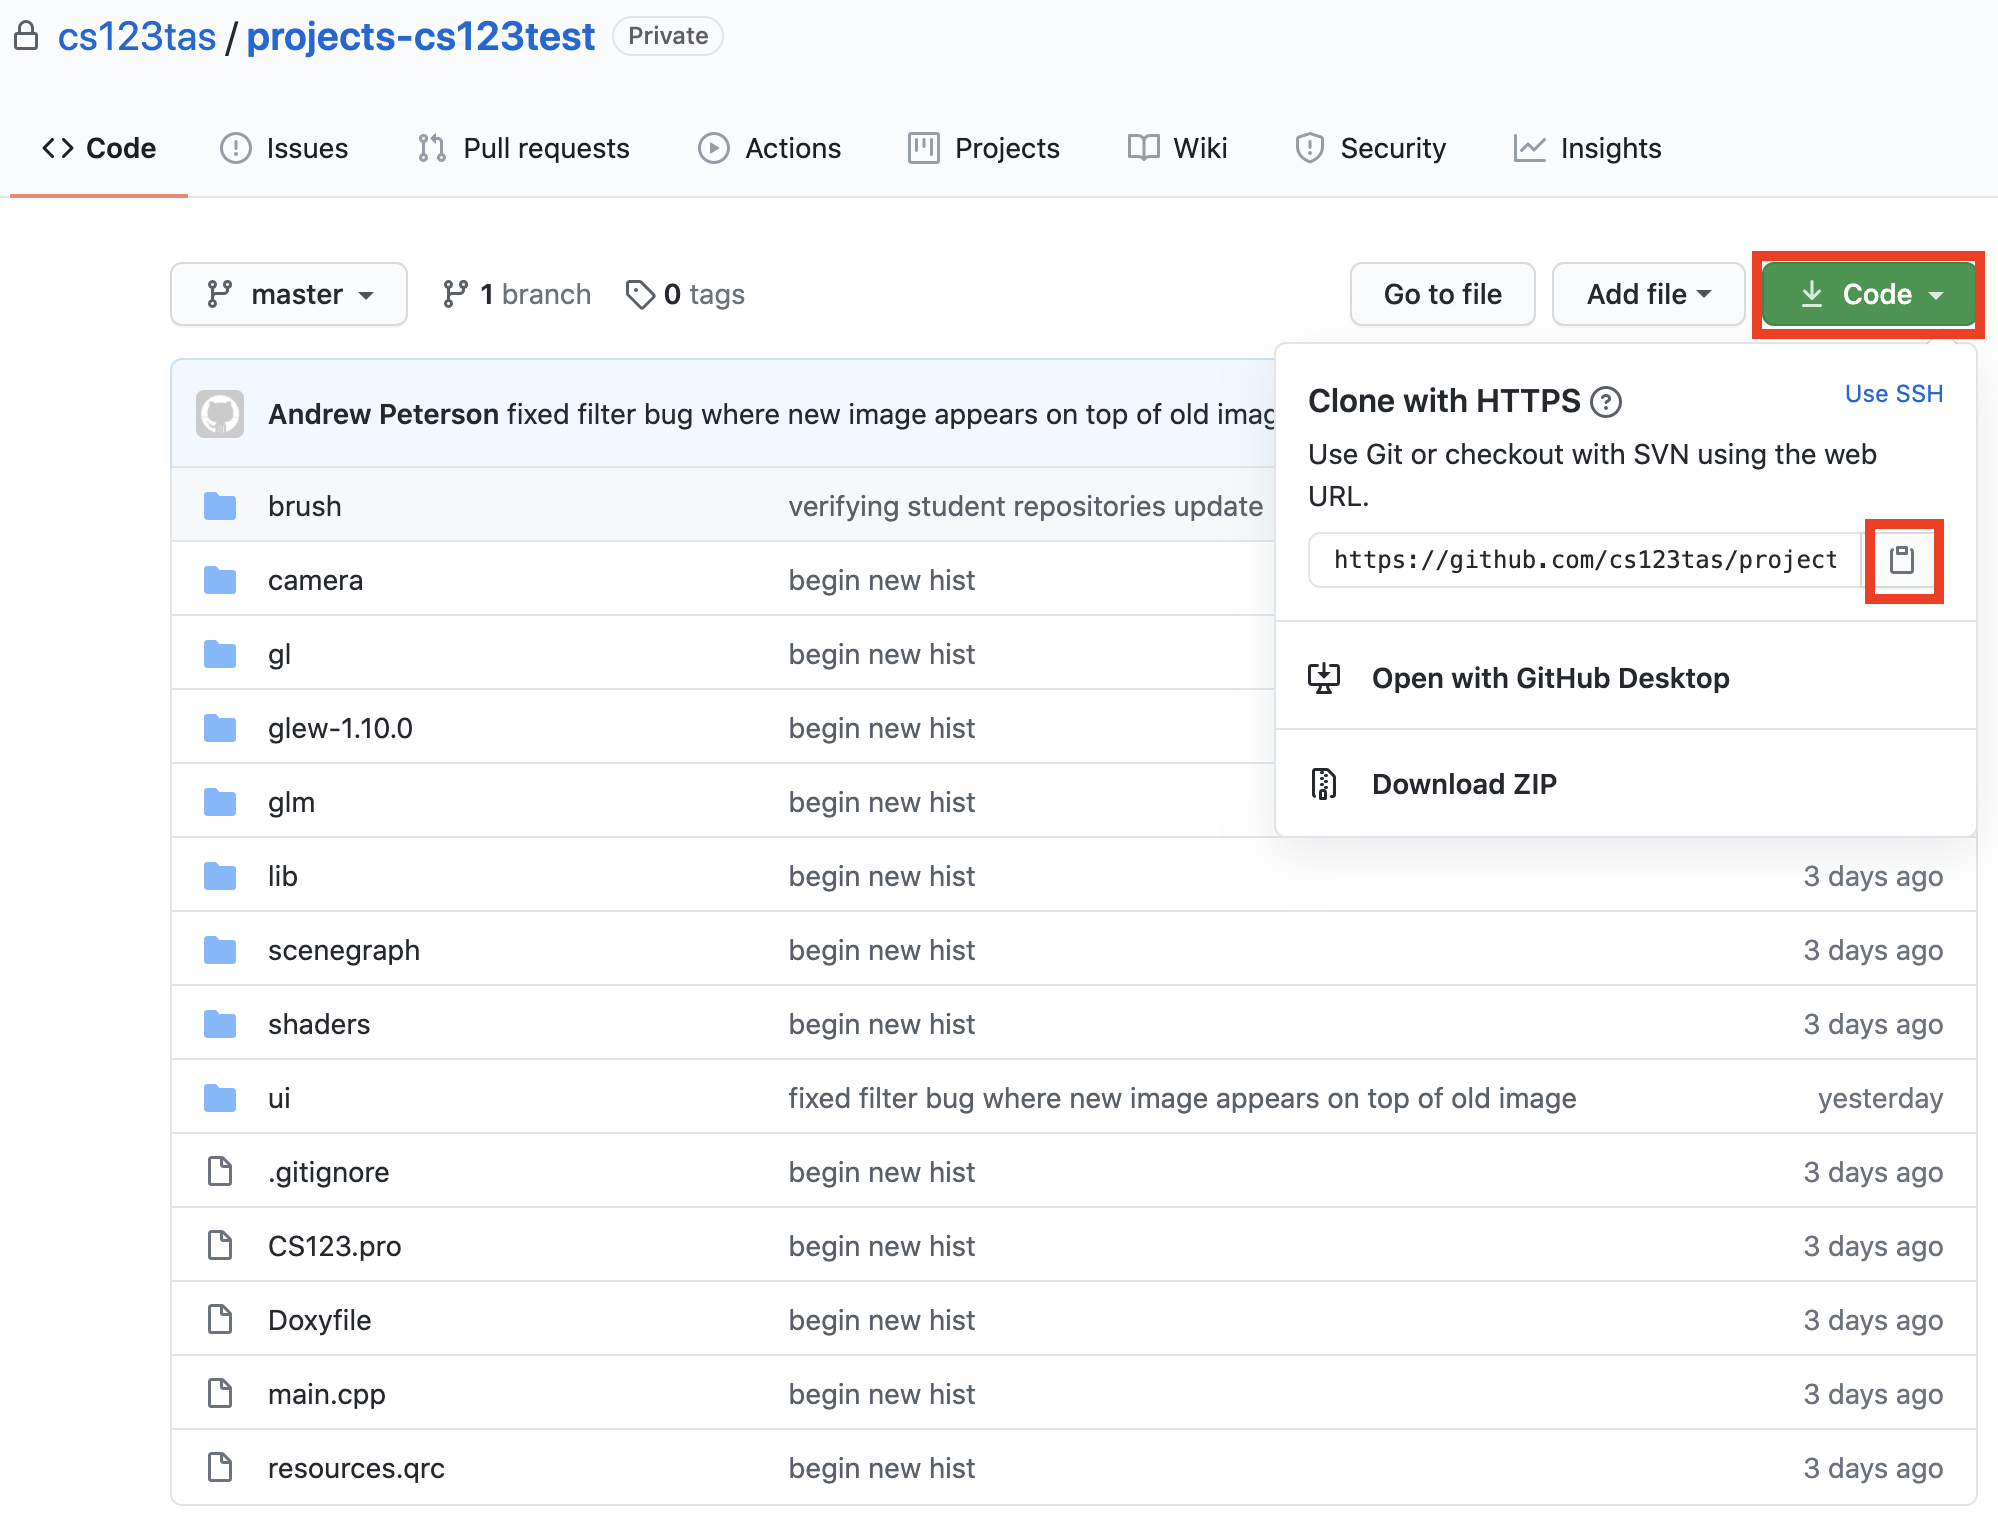 cs123tas / projects-cs123test Private
Code Issues Pull requests Actions Projects Wiki Security Insights
master 1 branch 0 tags Go to file Add file Code
Andrew Peterson fixed filter bug where new image appears on top of old imag
Clone with HTTPS ? Use SSH
Use Git or checkout with SVN using the web
URL.
https://github.com/cs123tas/project
Open with GitHub Desktop
Download ZIP
brush verifying student repositories update
camera begin new hist
gl begin new hist
glew-1.10.0 begin new hist
glm begin new hist
lib begin new hist 3 days ago
scenegraph begin new hist 3 days ago
shaders begin new hist 3 days ago
ui fixed filter bug where new image appears on top of old image yesterday
.gitignore begin new hist 3 days ago
CS123.pro begin new hist 3 days ago
Doxyfile begin new hist 3 days ago
main.cpp begin new hist 3 days ago
resources.qrc begin new hist 3 days ago